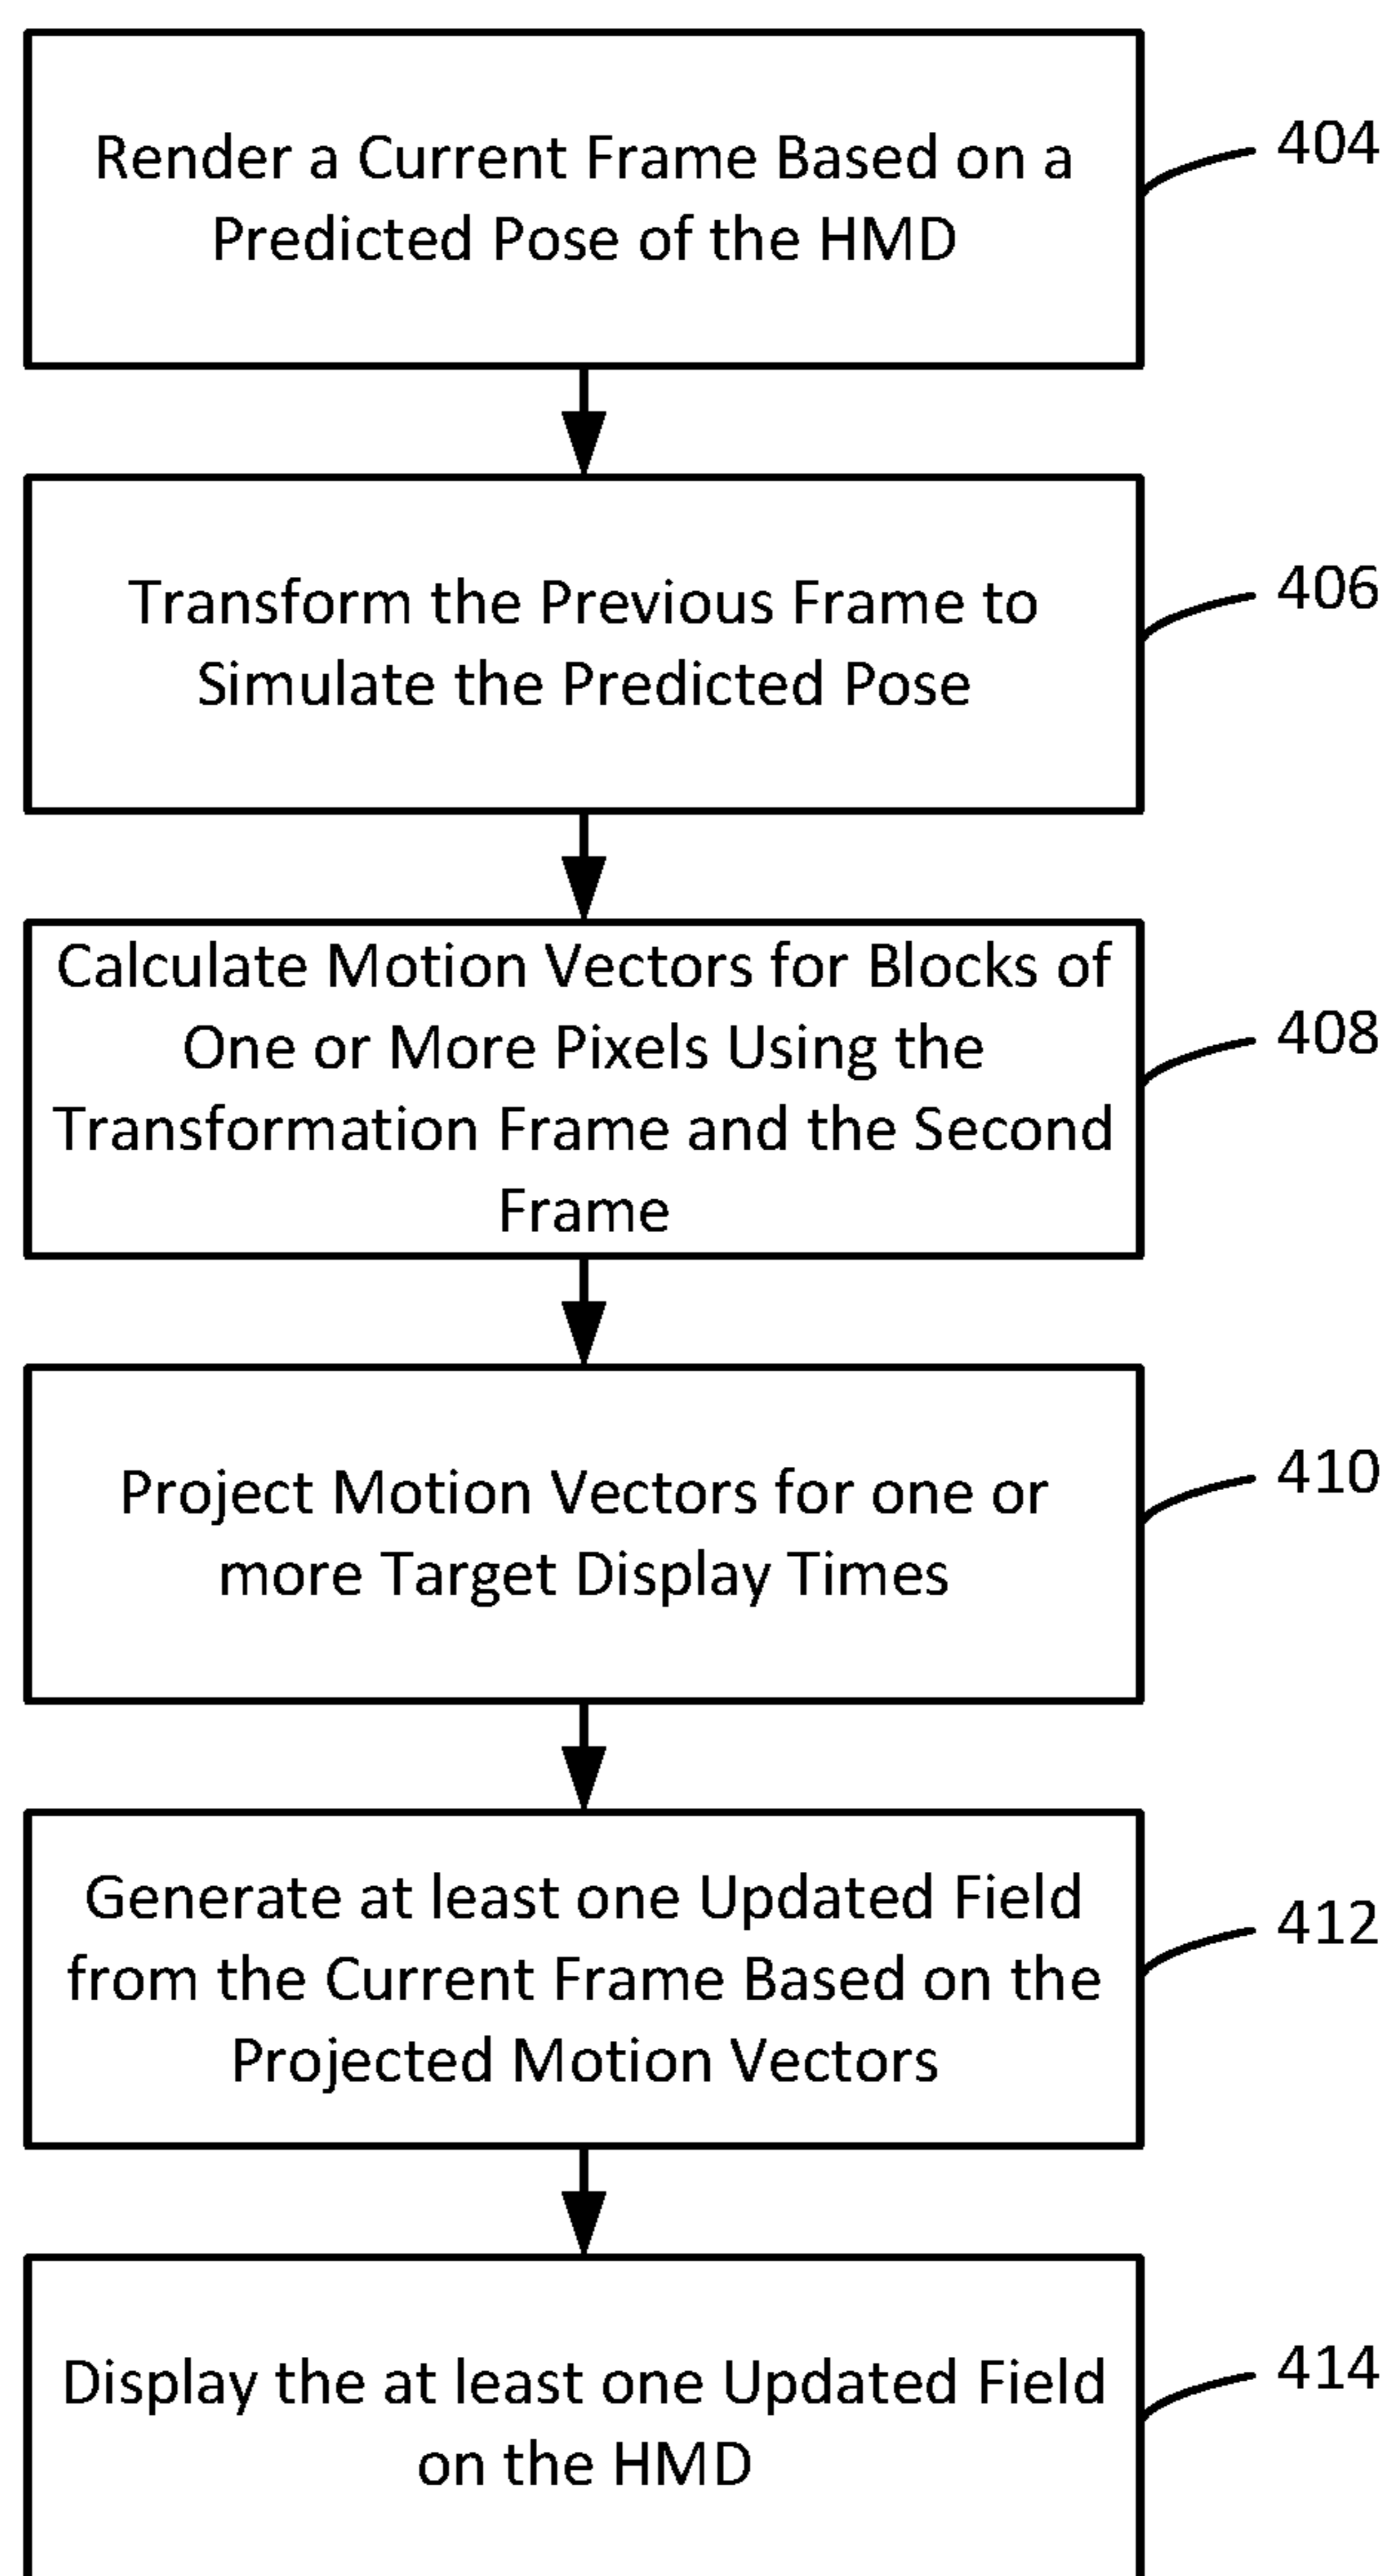 Render a Current Frame Based on a
Predicted Pose of the HMD
404
Transform the Previous Frame to
Simulate the Predicted Pose
406
Calculate Motion Vectors for Blocks of
One or More Pixels Using the
Transformation Frame and the Second
Frame
408
Project Motion Vectors for one or
more Target Display Times
410
Generate at least one Updated Field
from the Current Frame Based on the
Projected Motion Vectors
412
Display the at least one Updated Field
on the HMD
414